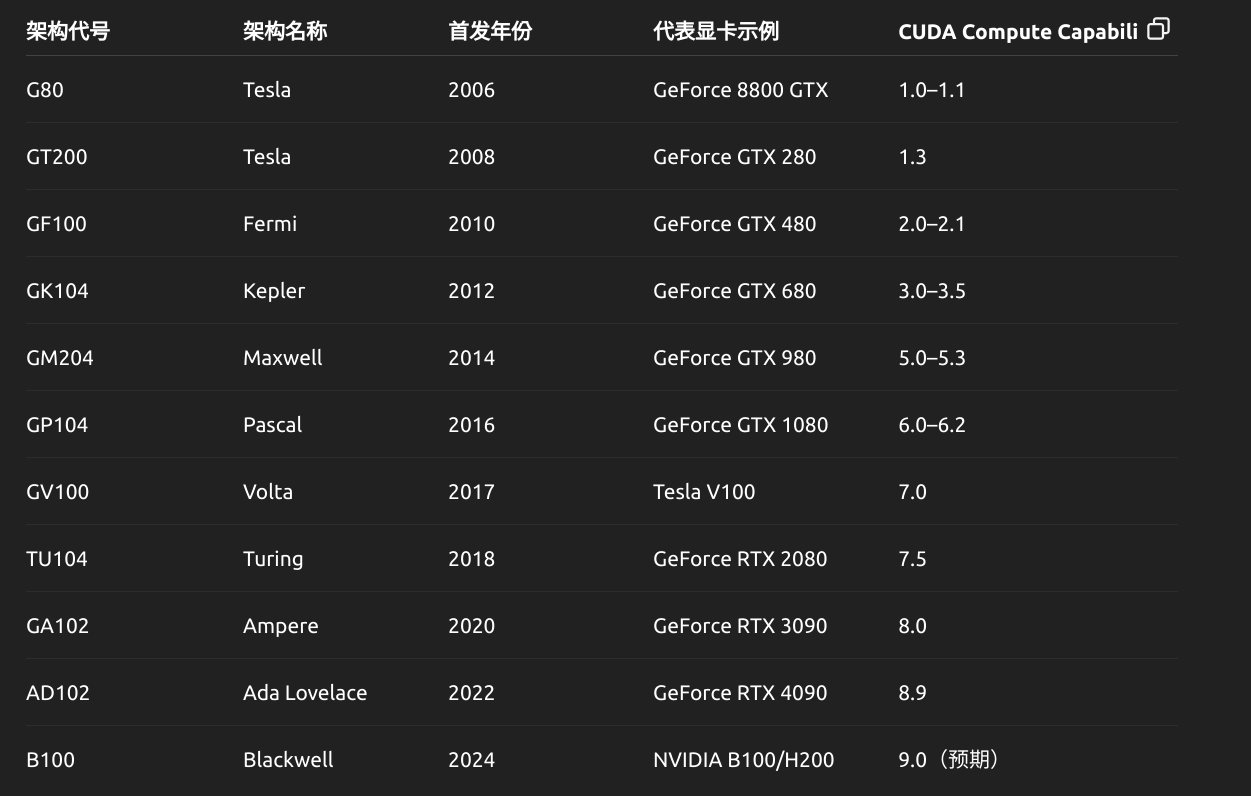 架构代号 架构名称 首发年份 代表显卡示例 CUDA Compute Capabili
G80 Tesla 2006 GeForce 8800 GTX 1.0–1.1
GT200 Tesla 2008 GeForce GTX 280 1.3
GF100 Fermi 2010 GeForce GTX 480 2.0–2.1
GK104 Kepler 2012 GeForce GTX 680 3.0–3.5
GM204 Maxwell 2014 GeForce GTX 980 5.0–5.3
GP104 Pascal 2016 GeForce GTX 1080 6.0–6.2
GV100 Volta 2017 Tesla V100 7.0
TU104 Turing 2018 GeForce RTX 2080 7.5
GA102 Ampere 2020 GeForce RTX 3090 8.0
AD102 Ada Lovelace 2022 GeForce RTX 4090 8.9
B100 Blackwell 2024 NVIDIA B100/H200 9.0（预期）